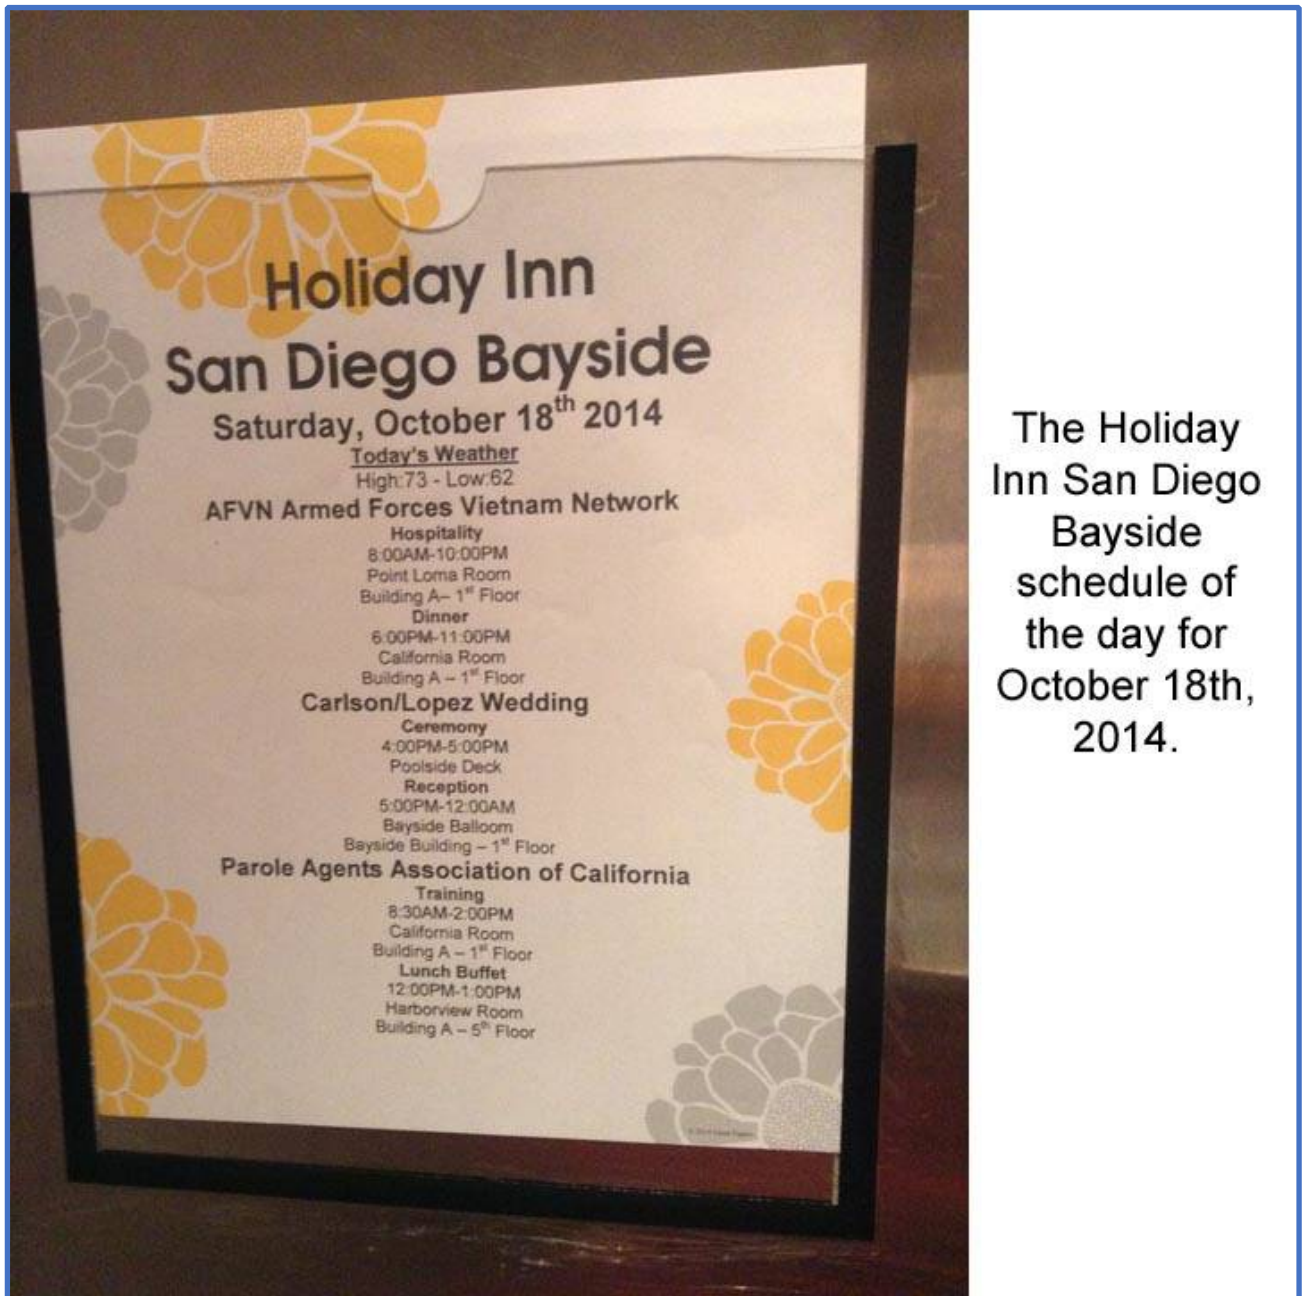 Holiday Inn
San Diego Bayside
Saturday, October 18th 2014
Today's Weather
High:73 - Low:62
AFVN Armed Forces Vietnam Network
Hospitality
8:00AM-10:00PM
Point Loma Room
Building A– 1st Floor
Dinner
6:00PM-11:00PM
California Room
Building A – 1st Floor
Carlson/Lopez Wedding
Ceremony
4:00PM-5:00PM
Poolside Deck
Reception
5:00PM-12:00AM
Bayside Balloom
Bayside Building – 1st Floor
Parole Agents Association of California
Training
8:30AM-2:00PM
California Room
Building A – 1st Floor
Lunch Buffet
12:00PM-1:00PM
Harborview Room
Building A – 5th Floor
The Holiday
Inn San Diego
Bayside
schedule of
the day for
October 18th,
2014.